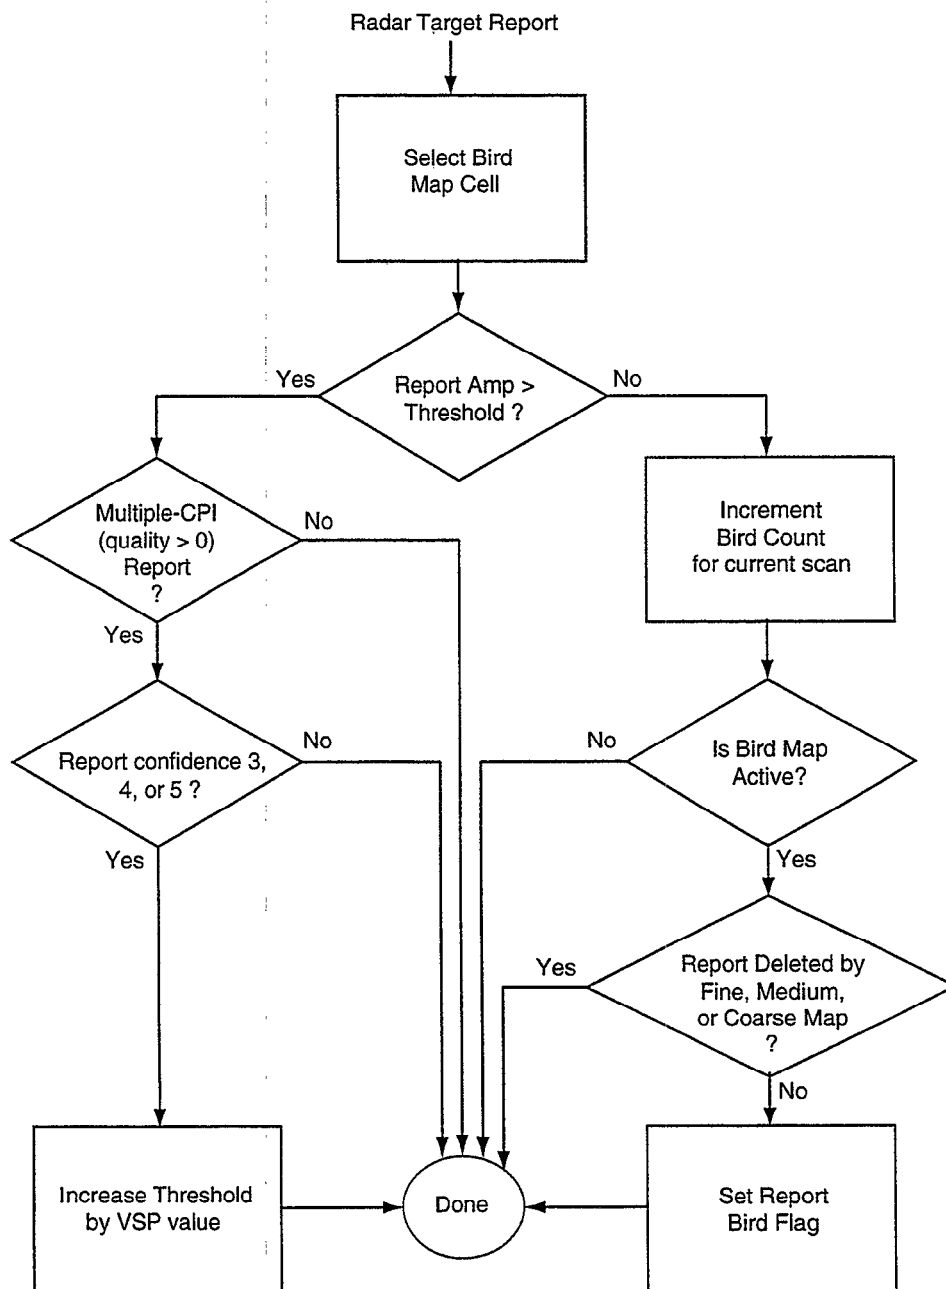 Radar Target Report
Select Bird
Map Cell
Yes
Report Amp >
Threshold ?
No
Multiple-CPI
(quality > 0)
Report
?
No
Increment
Bird Count
for current scan
Yes
Report confidence 3,
4, or 5 ?
No
No
Is Bird Map
Active?
Yes
Yes
Yes
Report Deleted by
Fine, Medium,
or Coarse Map
?
No
Increase Threshold
by VSP value
Done
Set Report
Bird Flag